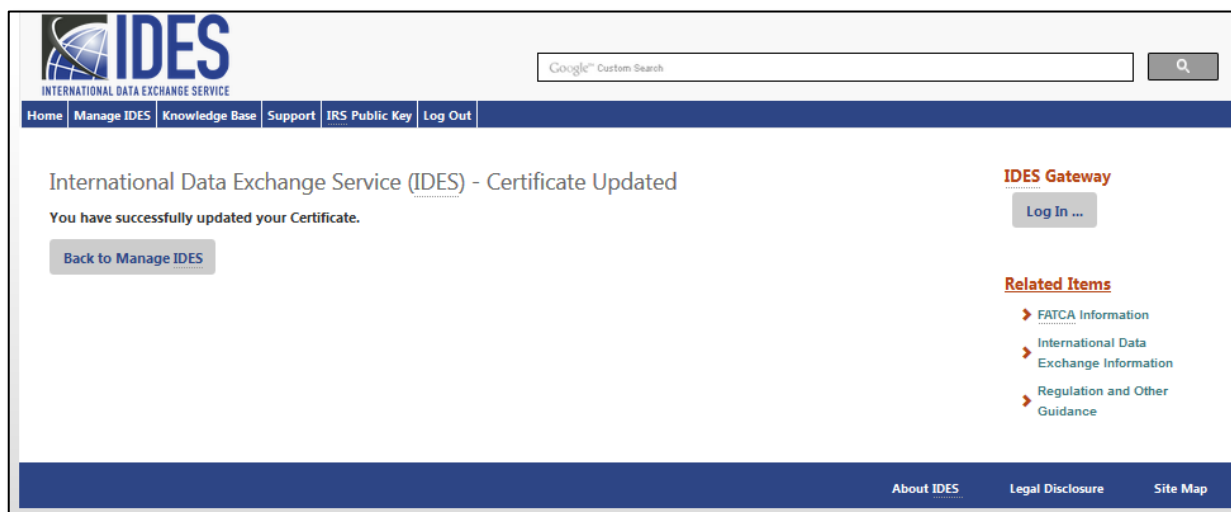 IDES
INTERNATIONAL DATA EXCHANGE SERVICE
Google™ Custom Search
Home Manage IDES Knowledge Base Support IRS Public Key Log Out
International Data Exchange Service (IDES) - Certificate Updated
You have successfully updated your Certificate.
Back to Manage IDES
IDES Gateway
Log In ...
Related Items
FATCA Information
International Data
Exchange Information
Regulation and Other
Guidance
About IDES Legal Disclosure Site Map